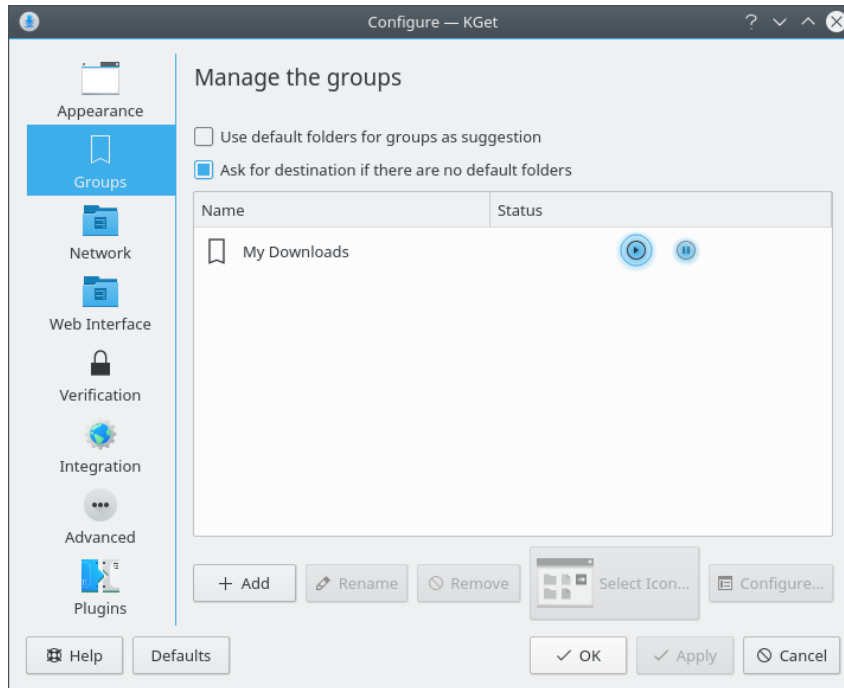 Configure — KGet
Appearance
Groups
Network
Web Interface
Verification
Integration
Advanced
Plugins
Manage the groups
Use default folders for groups as suggestion
Ask for destination if there are no default folders
Name Status
My Downloads
+ Add Rename Remove Select Icon... Configure...
Help Defaults OK Apply Cancel